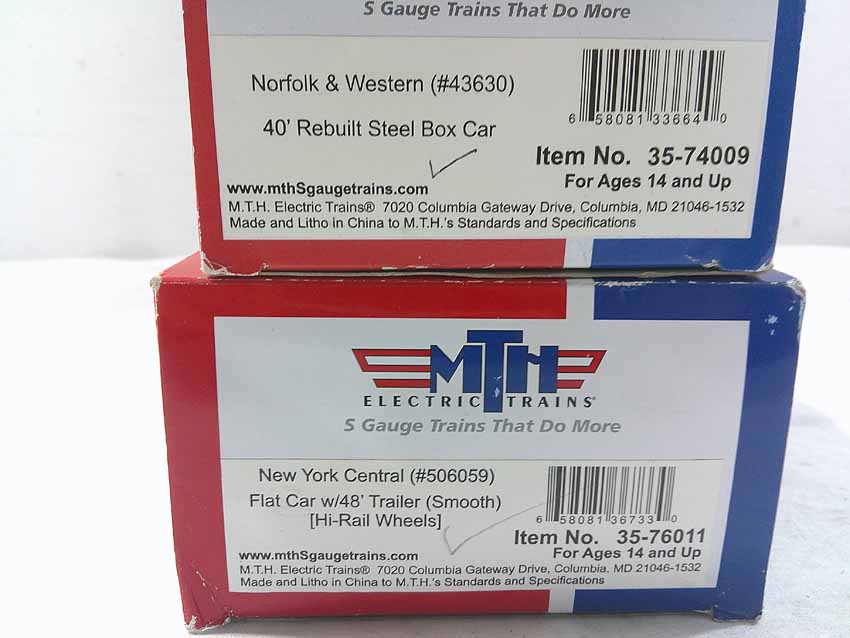 S Gauge Trains That Do More
Norfolk & Western (#43630)
40' Rebuilt Steel Box Car
6 58081 33664 0
Item No. 35-74009
For Ages 14 and Up
www.mthSgaugetrains.com
M.T.H. Electric Trains® 7020 Columbia Gateway Drive, Columbia, MD 21046-1532
Made and Litho in China to M.T.H.'s Standards and Specifications
MTH
ELECTRIC TRAINS®
S Gauge Trains That Do More
New York Central (#506059)
Flat Car w/48' Trailer (Smooth)
[Hi-Rail Wheels]
6 58081 36733 0
Item No. 35-76011
For Ages 14 and Up
www.mthSgaugetrains.com
M.T.H. Electric Trains® 7020 Columbia Gateway Drive, Columbia, MD 21046-1532
Made and Litho in China to M.T.H.'s Standards and Specifications